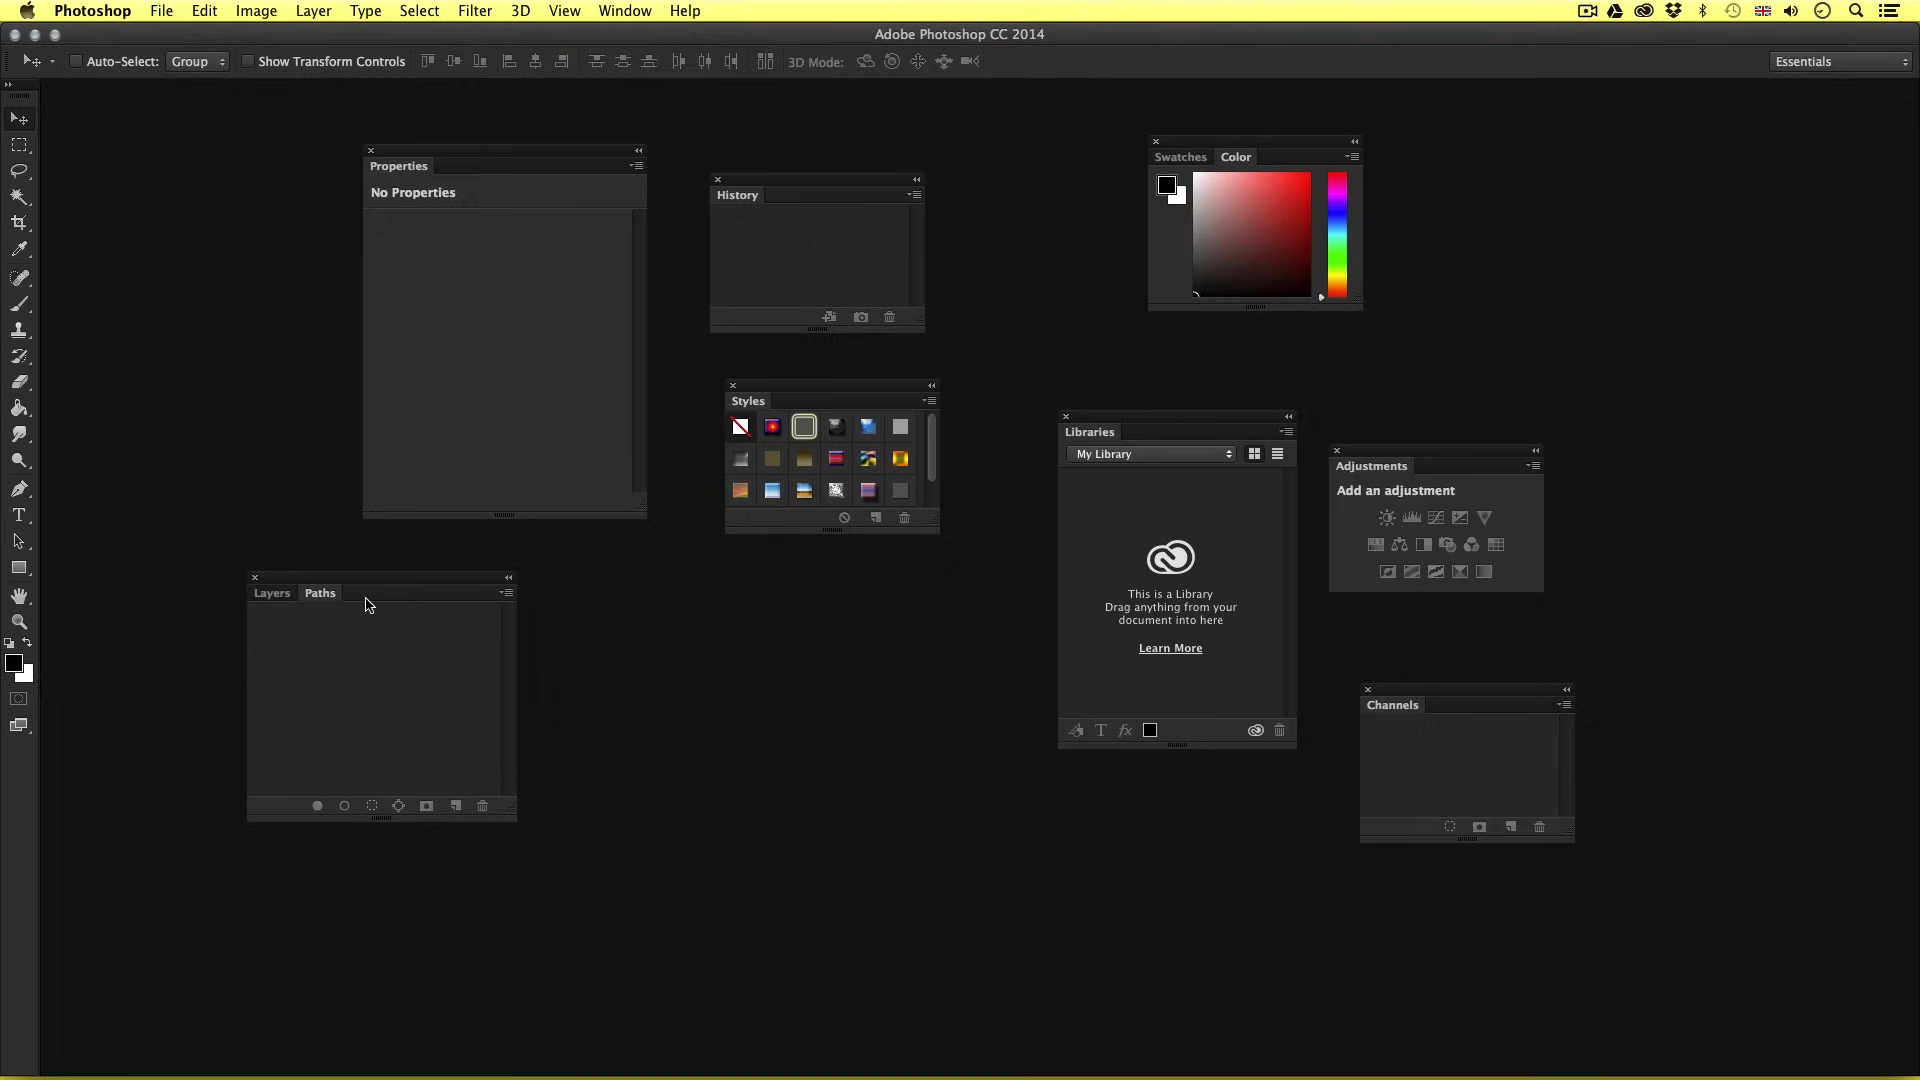 Photoshop File Edit Image Layer Type Select Filter 3D View Window Help
Adobe Photoshop CC 2014
Auto-Select: Group Show Transform Controls 3D Mode: Essentials
Properties
No Properties
History
Swatches Color
Styles
Libraries
My Library
This is a Library
Drag anything from your
document into here
Learn More
Adjustments
Add an adjustment
Layers Paths
Channels